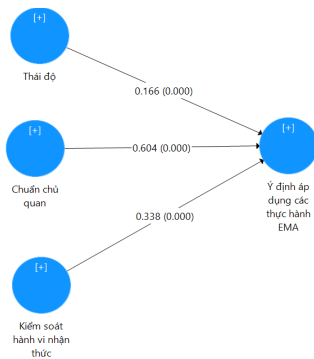 [+]
Thái độ
0.166 (0.000)
[+]
[+]
0.604 (0.000)
Chuẩn chủ
quan
Ý định áp
dụng các
thực hành
EMA
0.338 (0.000)
[+]
Kiểm soát
hành vi nhận
thức